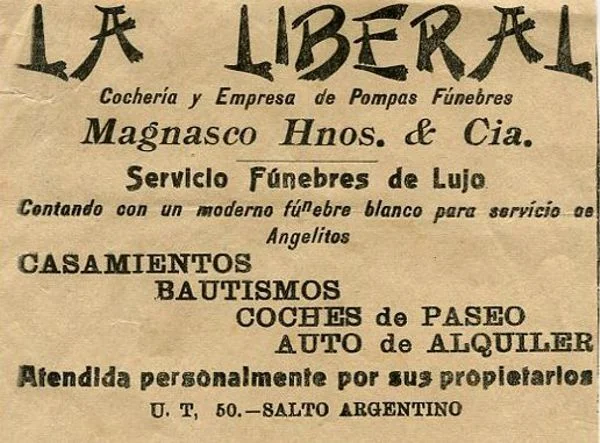 LA LIBERAL
Cochería y Empresa de Pompas Fúnebres
Magnasco Hnos. & Cia.
Servicio Fúnebres de Lujo
Contando con un moderno fúnebre blanco para servicio de
Angelitos
CASAMIENTOS
BAUTISMOS
COCHES de PASEO
AUTO de ALQUILER
Atendida personalmente por sus propietarios
U. T, 50.—SALTO ARGENTINO